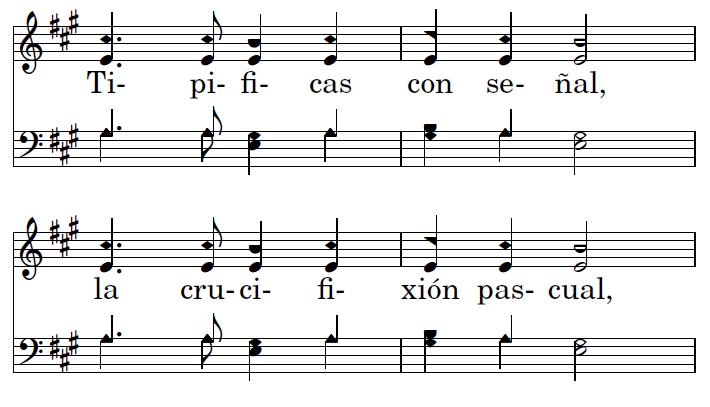 Ti- pi- fi- cas con se- ñal,
la cru- ci- fi- xión pas- cual,